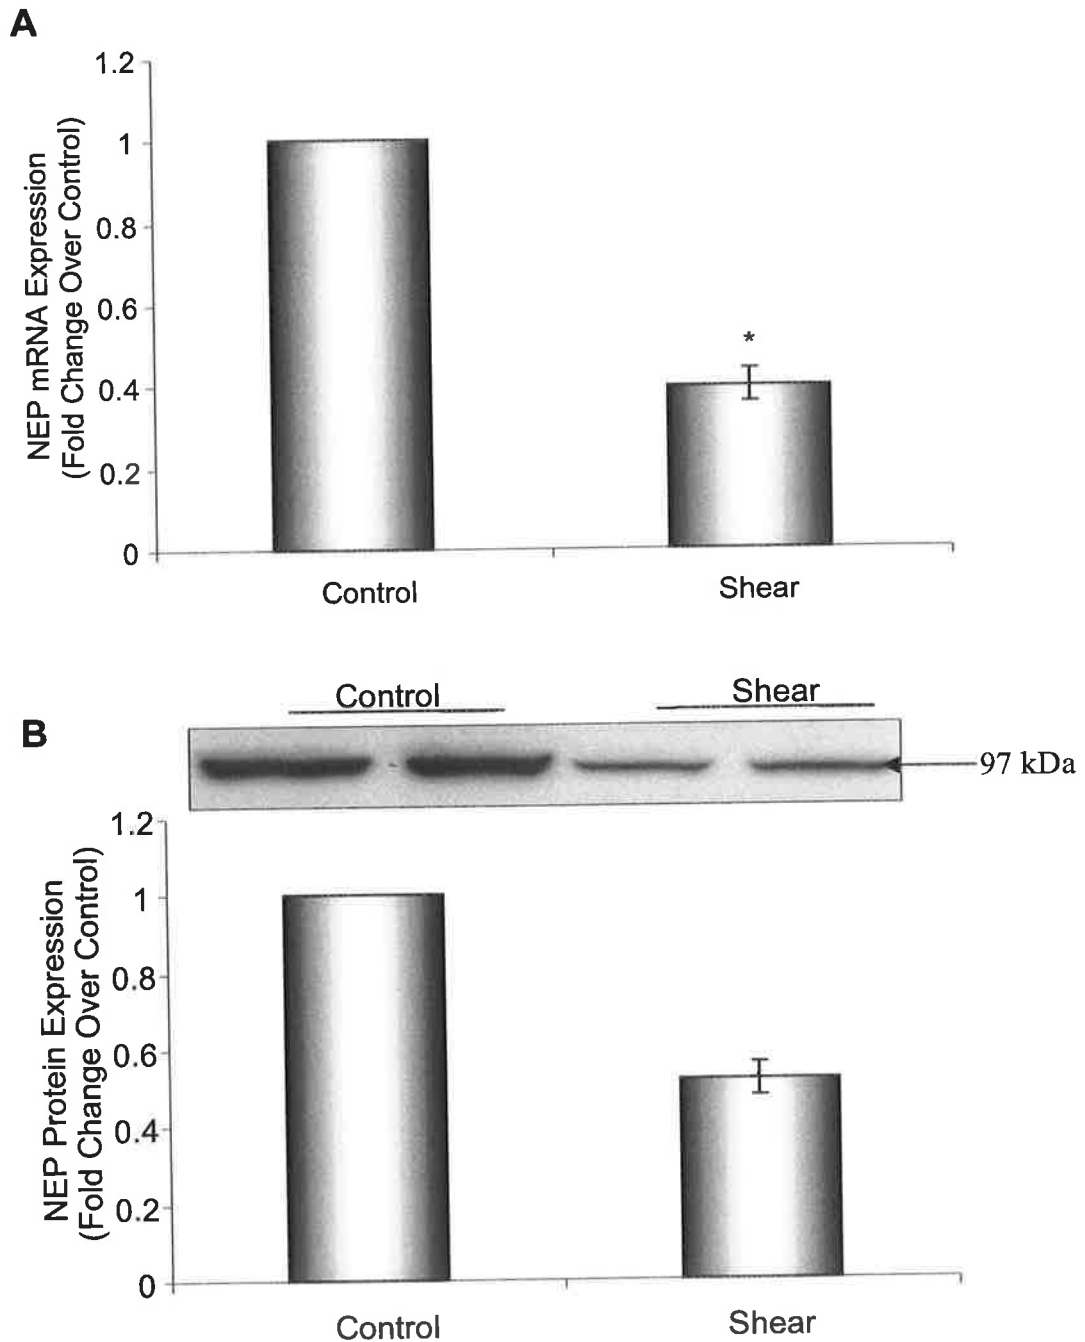 A
1.2
1
0.8
0.6
0.4
0.2
0
NEP mRNA Expression
(Fold Change Over Control)
*
Control
Shear
B
Control
Shear
97 kDa
1.2
1
0.8
0.6
0.4
0.2
0
NEP Protein Expression
(Fold Change Over Control)
Control
Shear